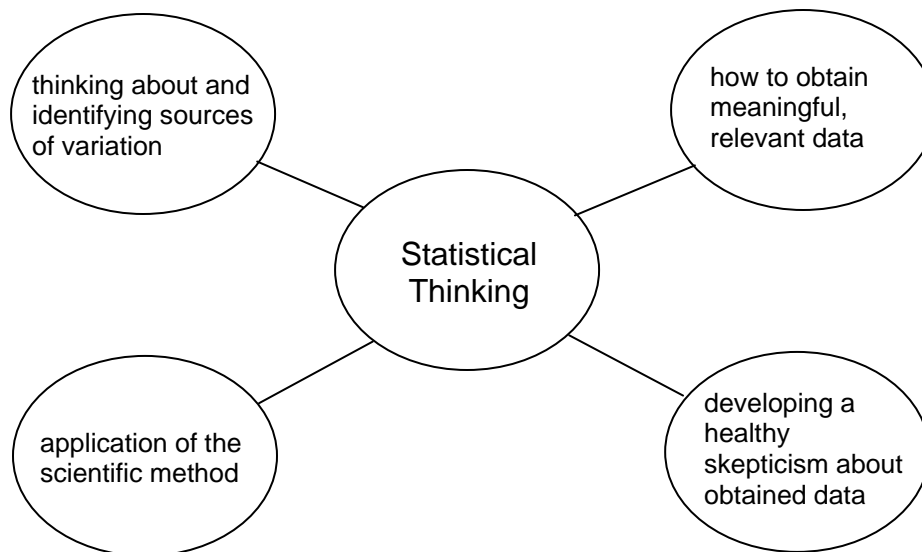 thinking about and
identifying sources
of variation
how to obtain
meaningful,
relevant data
Statistical
Thinking
application of the
scientific method
developing a
healthy
skepticism about
obtained data